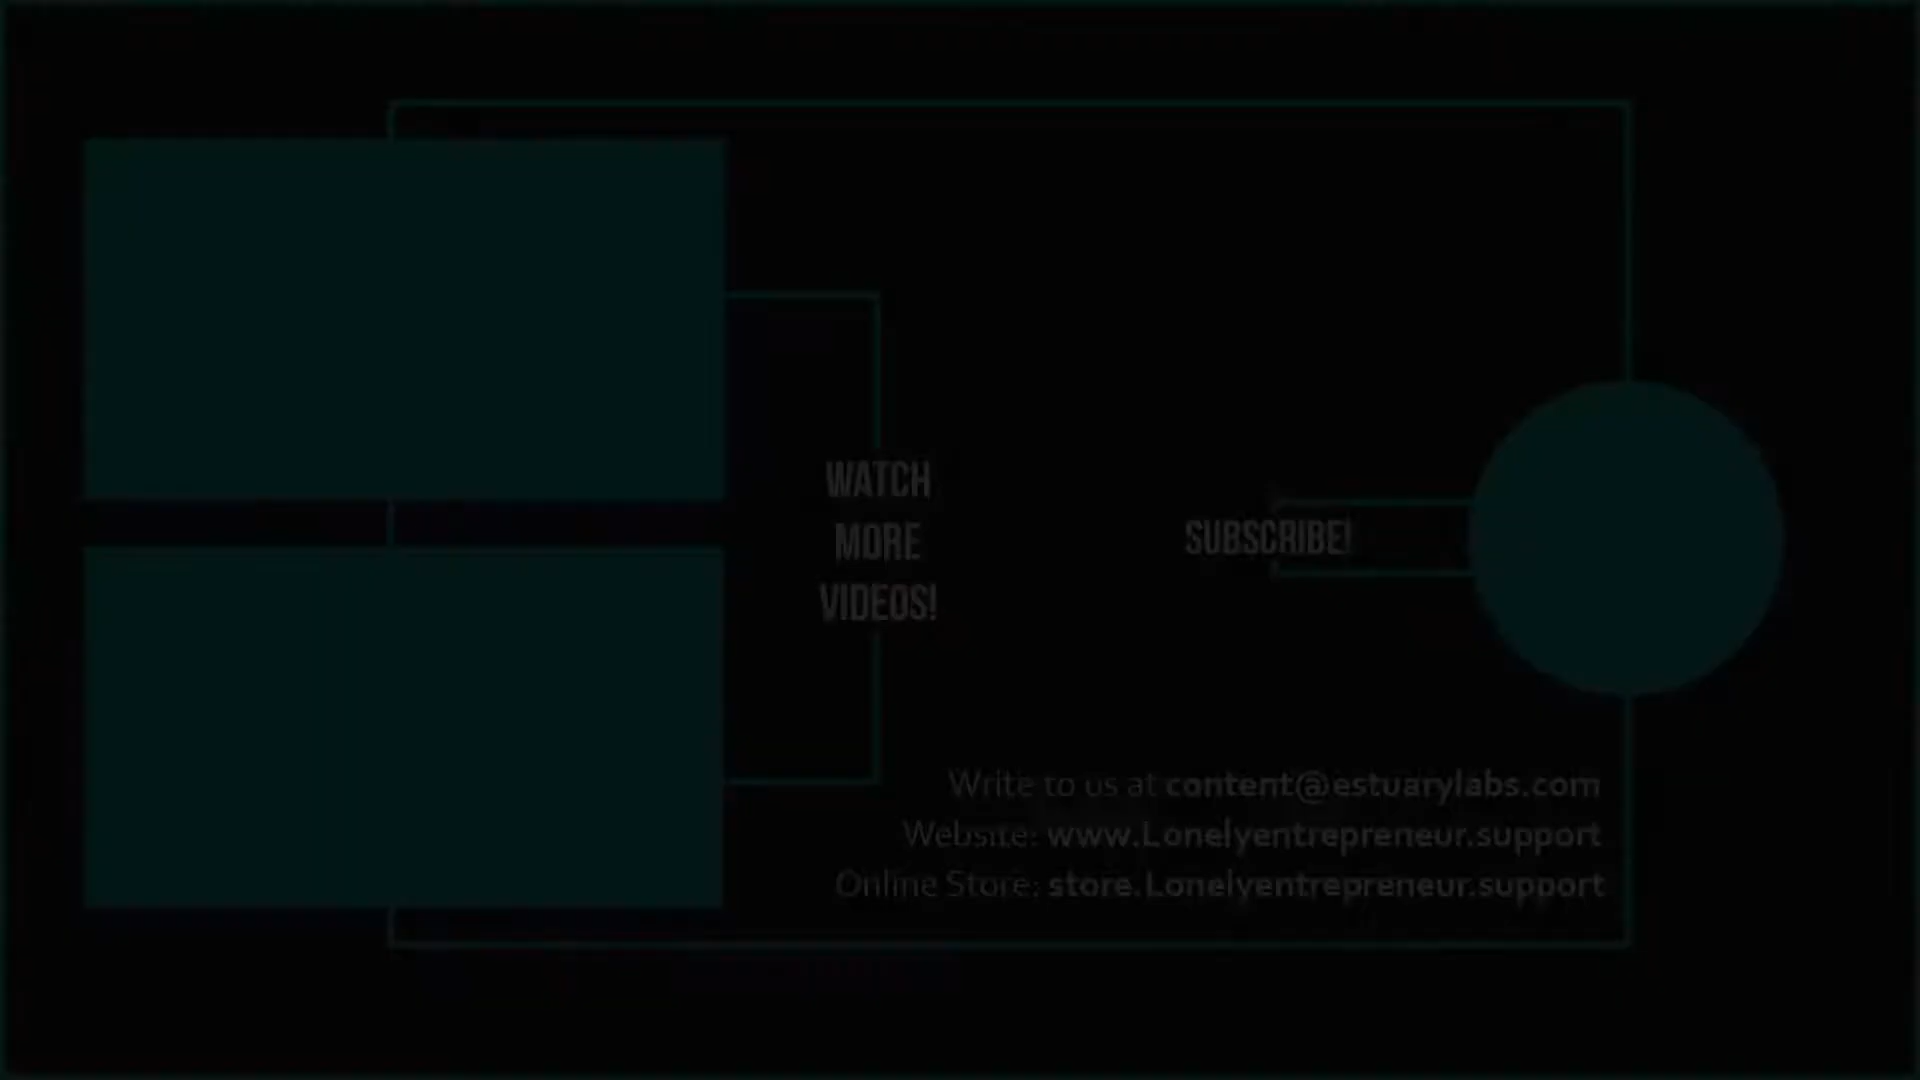 WATCH
MORE
VIDEOS!
SUBSCRIBE!
Write to us at content@estuarylabs.com
Website: www.Lonelyentrepreneur.support
Online Store: store.Lonelyentrepreneur.support